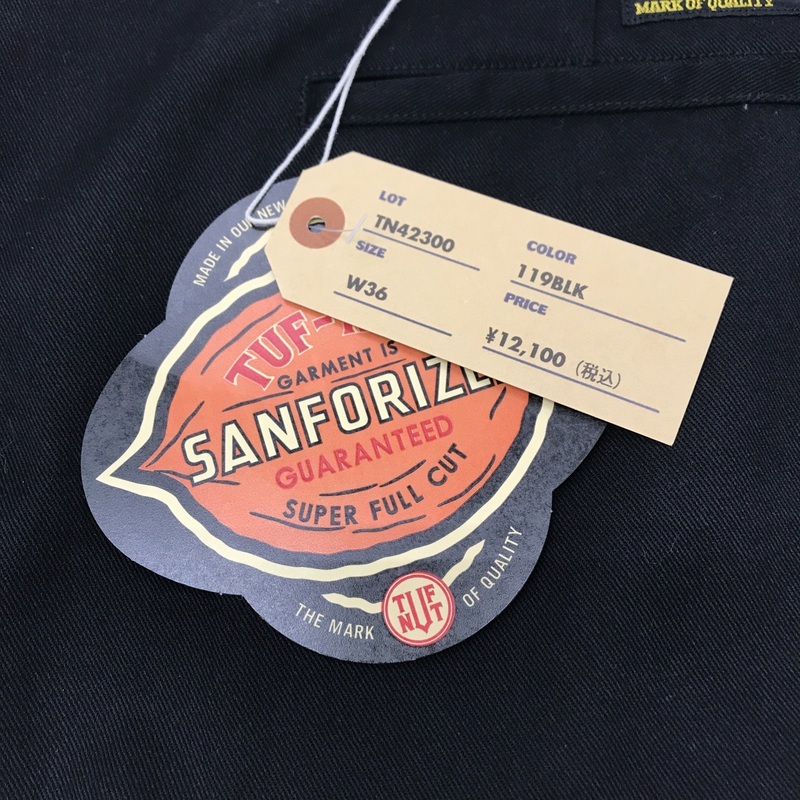 MARK OF QUALITY
LOT
TN42300
SIZE
W36
COLOR
119BLK
PRICE
¥12,100 (税込)
MADE IN OUR NEW
TUF-
GARMENT IS
SANFORIZE
GUARANTEED
SUPER FULL CUT
THE MARK
TUF
NUT
OF QUALITY